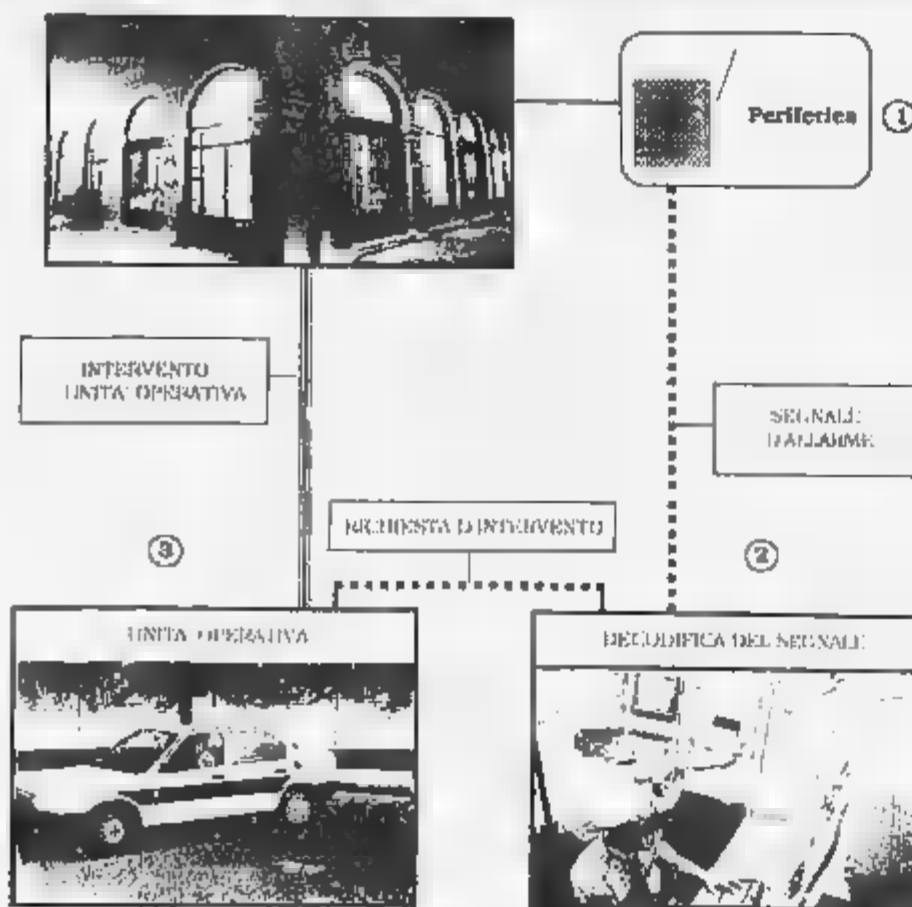 Periferica
1
INTERVENTO
UNITA' OPERATIVA
SEGNALE
D'ALLARME
RICHIESTA D'INTERVENTO
3
2
UNITA' OPERATIVA
DECODIFICA DEL SEGNALE